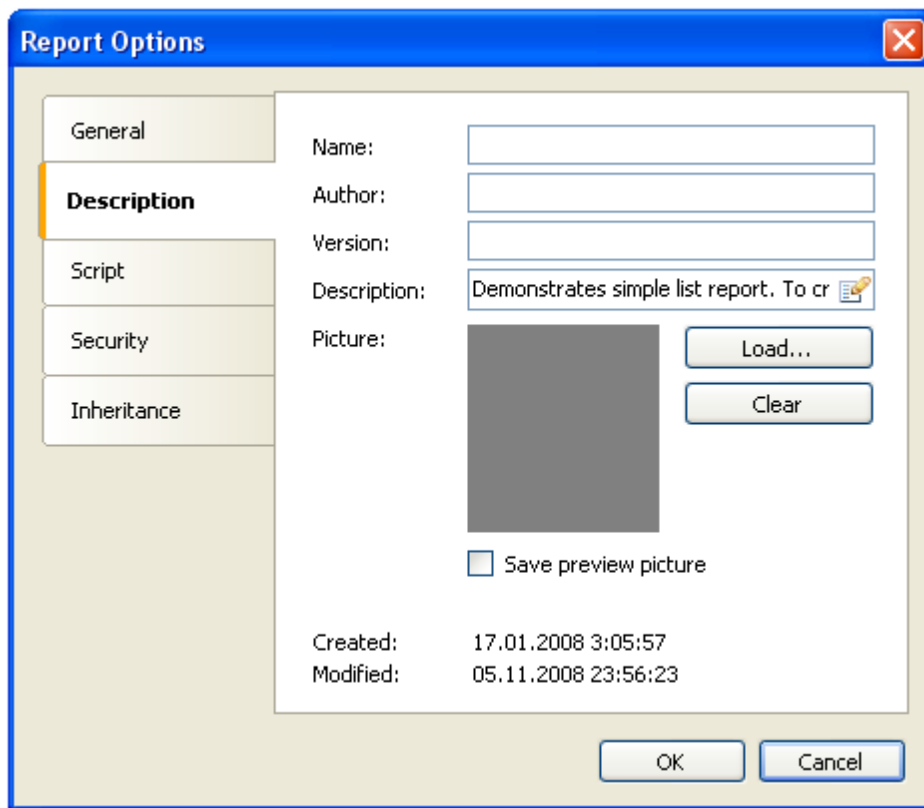 Report Options
General
Description
Script
Security
Inheritance
Name:
Author:
Version:
Description: Demonstrates simple list report. To cr
Picture:
Load...
Clear
Save preview picture
Created: 17.01.2008 3:05:57
Modified: 05.11.2008 23:56:23
OK Cancel